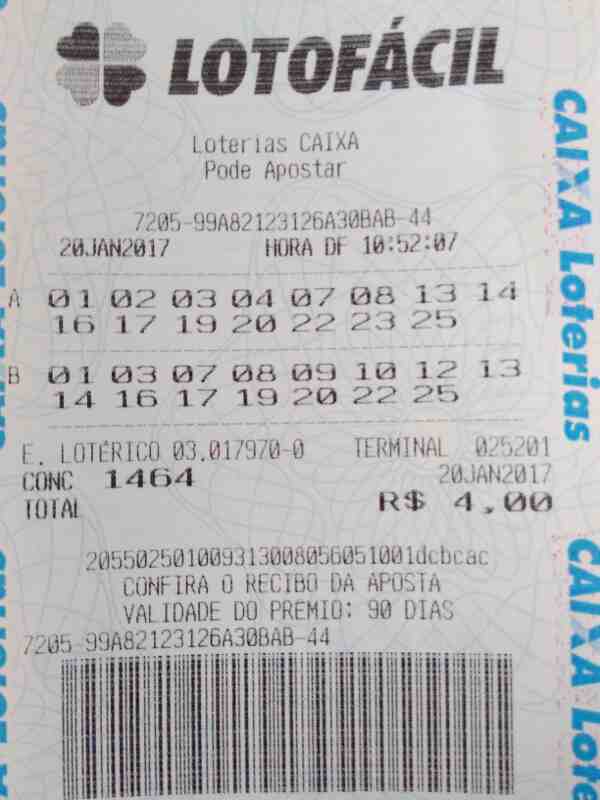 LOTOFÁCIL
Loterias CAIXA
Pode Apostar
7205-99A82123126A30BAB-44
20JAN2017 HORA DF 10:52:07
A 01 02 03 04 07 08 13 14
16 17 19 20 22 23 25
B 01 03 07 08 09 10 12 13
14 16 17 19 20 22 25
E. LOTÉRICO 03.017970-0 TERMINAL 025201
CONC 1464 20JAN2017
TOTAL R$ 4,00
205502501009313008056051001dcbcac
CONFIRA O RECIBO DA APOSTA
VALIDADE DO PREMIO: 90 DIAS
7205-99A82123126A30BAB-44
CAIXA Loterias
CAIXA Lote